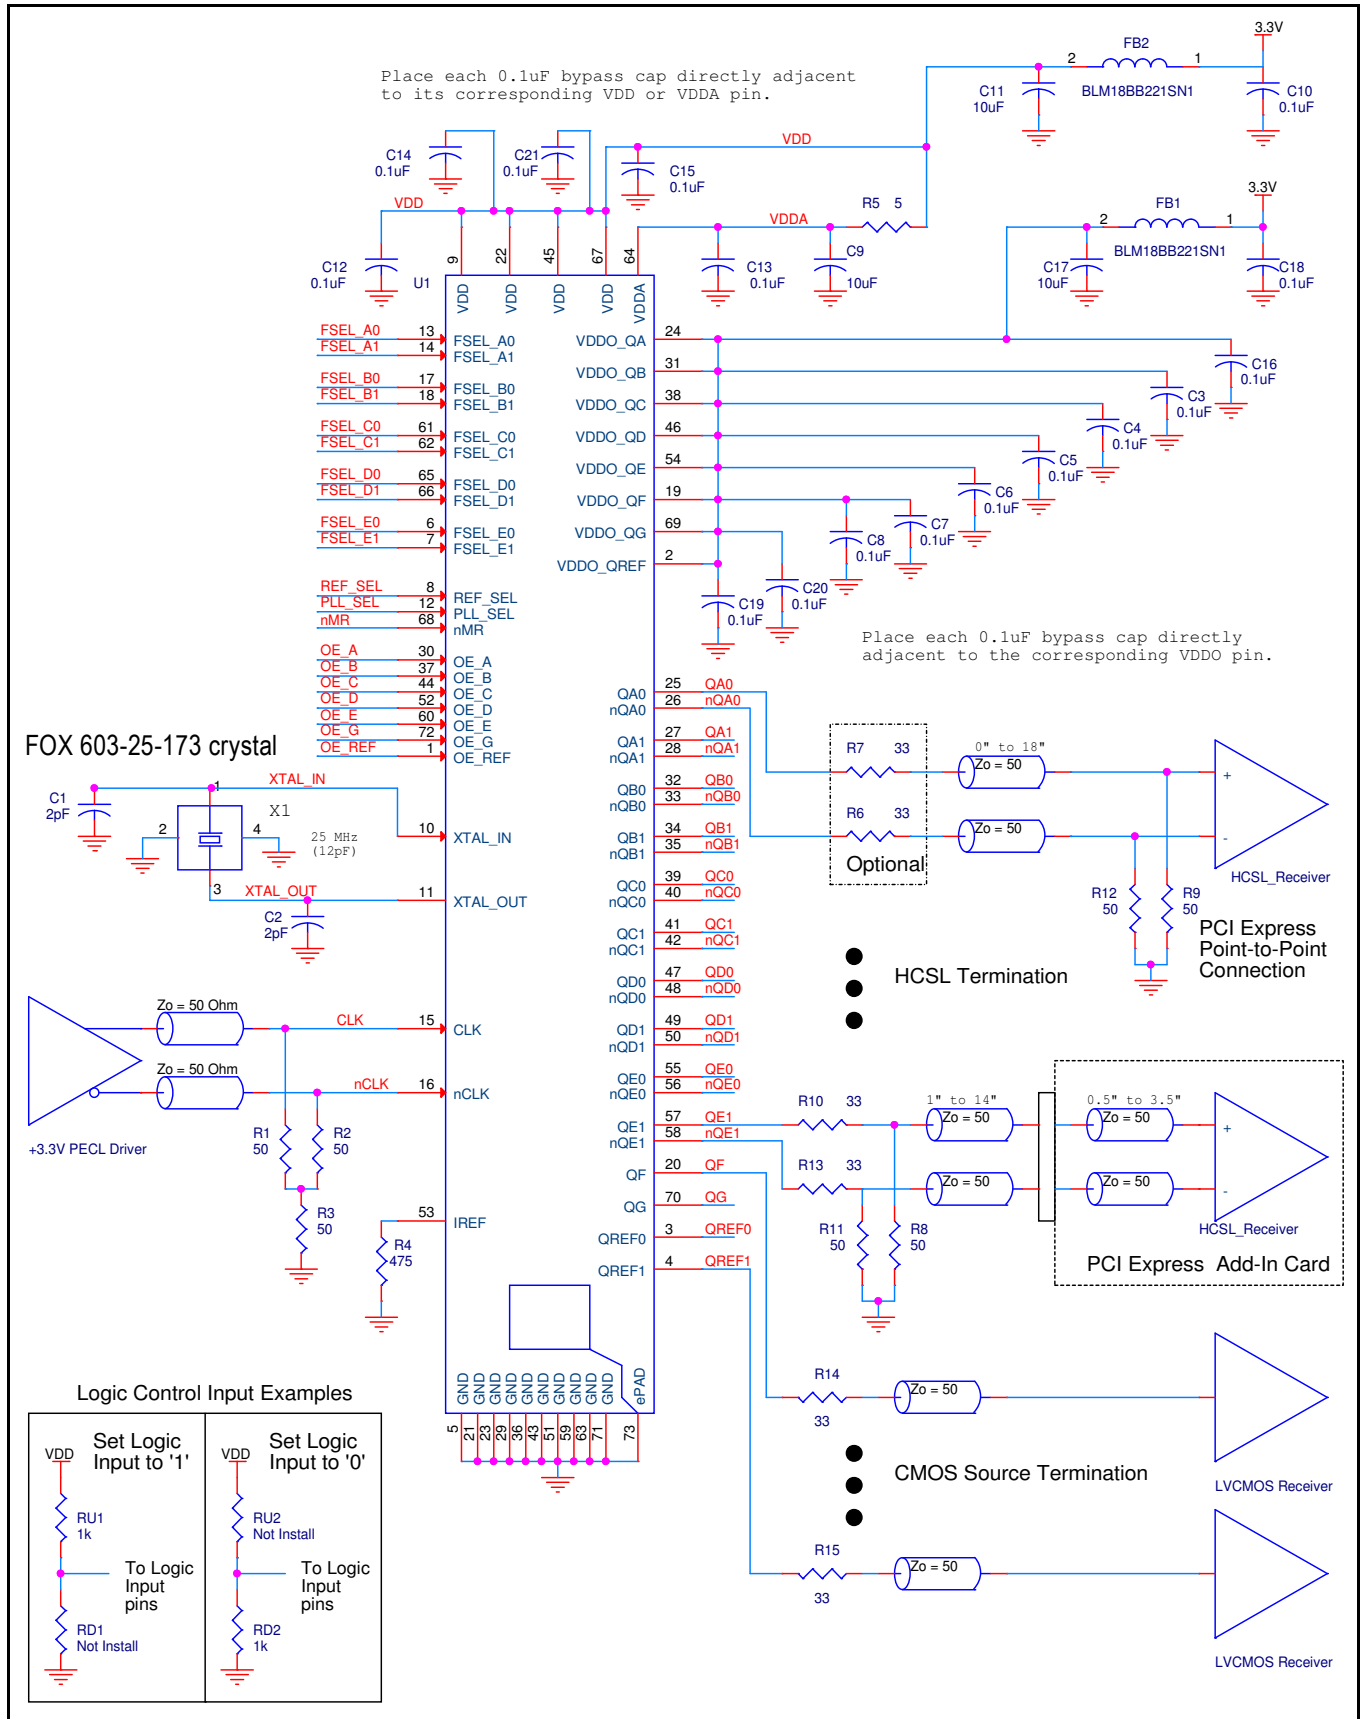 3.3V
FB2
2
1
BLM18BB221SN1
C11
10uF
C10
0.1uF
Place each 0.1uF bypass cap directly adjacent
to its corresponding VDD or VDDA pin.
C14
0.1uF
C21
0.1uF
VDD
C15
0.1uF
3.3V
FB1
2
1
BLM18BB221SN1
C17
10uF
C18
0.1uF
VDD
VDDA
R5 5
C12
0.1uF
C13
0.1uF
C9
10uF
U1
9
22
45
67
64
VDD
VDD
VDD
VDD
VDDA
FSEL_A0 13 FSEL_A0
FSEL_A1 14 FSEL_A1
FSEL_B0 17 FSEL_B0
FSEL_B1 18 FSEL_B1
FSEL_C0 61 FSEL_C0
FSEL_C1 62 FSEL_C1
FSEL_D0 65 FSEL_D0
FSEL_D1 66 FSEL_D1
FSEL_E0 6 FSEL_E0
FSEL_E1 7 FSEL_E1
REF_SEL 8 REF_SEL
PLL_SEL 12 PLL_SEL
nMR 68 nMR
OE_A 30 OE_A
OE_B 37 OE_B
OE_C 44 OE_C
OE_D 52 OE_D
OE_E 60 OE_E
OE_G 72 OE_G
OE_REF 1 OE_REF
VDDO_QA 24
VDDO_QB 31
VDDO_QC 38
VDDO_QD 46
VDDO_QE 54
VDDO_QF 19
VDDO_QG 69
VDDO_QREF 2
C16
0.1uF
C3
0.1uF
C4
0.1uF
C5
0.1uF
C6
0.1uF
C7
0.1uF
C8
0.1uF
C20
0.1uF
C19
0.1uF
Place each 0.1uF bypass cap directly
adjacent to the corresponding VDDO pin.
FOX 603-25-173 crystal
XTAL_IN
C1
2pF
1
X1
2
4
25 MHz
(12pF)
3
10 XTAL_IN
XTAL_OUT
11 XTAL_OUT
C2
2pF
QA0 25 QA0
nQA0 26 nQA0
QA1 27 QA1
nQA1 28 nQA1
QB0 32 QB0
nQB0 33 nQB0
QB1 34 QB1
nQB1 35 nQB1
QC0 39 QC0
nQC0 40 nQC0
QC1 41 QC1
nQC1 42 nQC1
QD0 47 QD0
nQD0 48 nQD0
QD1 49 QD1
nQD1 50 nQD1
QE0 55 QE0
nQE0 56 nQE0
QE1 57 QE1
nQE1 58 nQE1
QF 20 QF
QG 70 QG
QREF0 3 QREF0
QREF1 4 QREF1
R7 33
R6 33
Optional
0" to 18"
Zo = 50
Zo = 50
+
-
HCSL_Receiver
R12
50
R9
50
PCI Express
Point-to-Point
Connection
HCSL Termination
Zo = 50 Ohm
CLK
15 CLK
Zo = 50 Ohm
nCLK
16 nCLK
+3.3V PECL Driver
R1
50
R2
50
R3
50
53 IREF
R4
475
R10 33
R13 33
1" to 14"
Zo = 50
Zo = 50
0.5" to 3.5"
Zo = 50
Zo = 50
+
-
HCSL_Receiver
R11
50
R8
50
PCI Express Add-In Card
GND
GND
GND
GND
GND
GND
GND
GND
GND
GND
ePAD
5
21
23
29
36
43
51
59
63
71
73
R14
33
Zo = 50
LVCMOS Receiver
CMOS Source Termination
R15
33
Zo = 50
LVCMOS Receiver
Logic Control Input Examples
VDD
Set Logic
Input to '1'
RU1
1k
To Logic
Input
pins
RD1
Not Install
VDD
Set Logic
Input to '0'
RU2
Not Install
To Logic
Input
pins
RD2
1k